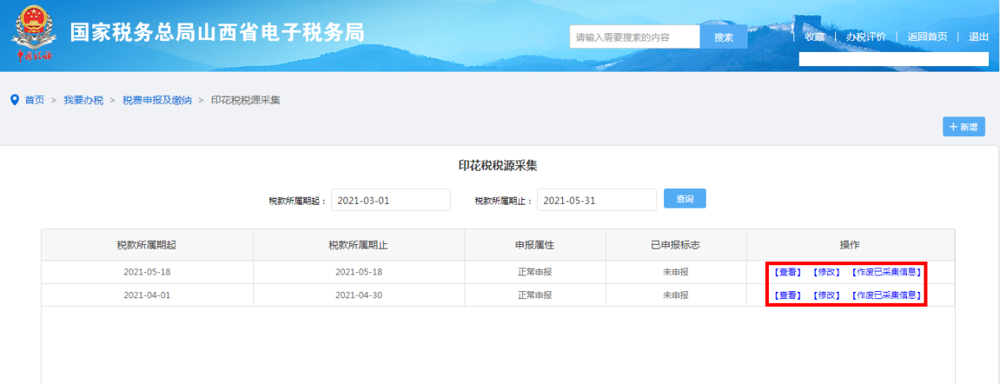 国家税务总局山西省电子税务局
中国税务
请输入需要搜索的内容 搜索 | 收藏 | 办税评价 | 返回首页 | 退出
首页 > 我要办税 > 税费申报及缴纳 > 印花税税源采集
+ 新增
印花税税源采集
税款所属期起： 2021-03-01 税款所属期止： 2021-05-31 查询
税款所属期起 税款所属期止 申报属性 已申报标志 操作
2021-05-18 2021-05-18 正常申报 未申报 【查看】 【修改】 【作废已采集信息】
2021-04-01 2021-04-30 正常申报 未申报 【查看】 【修改】 【作废已采集信息】